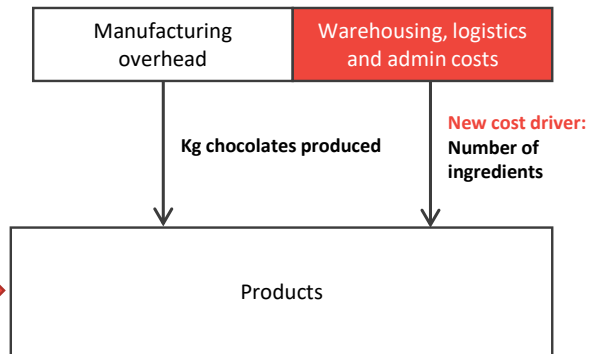 Manufacturing
overhead
Warehousing, logistics
and admin costs
Kg chocolates produced
New cost driver:
Number of
ingredients
Products